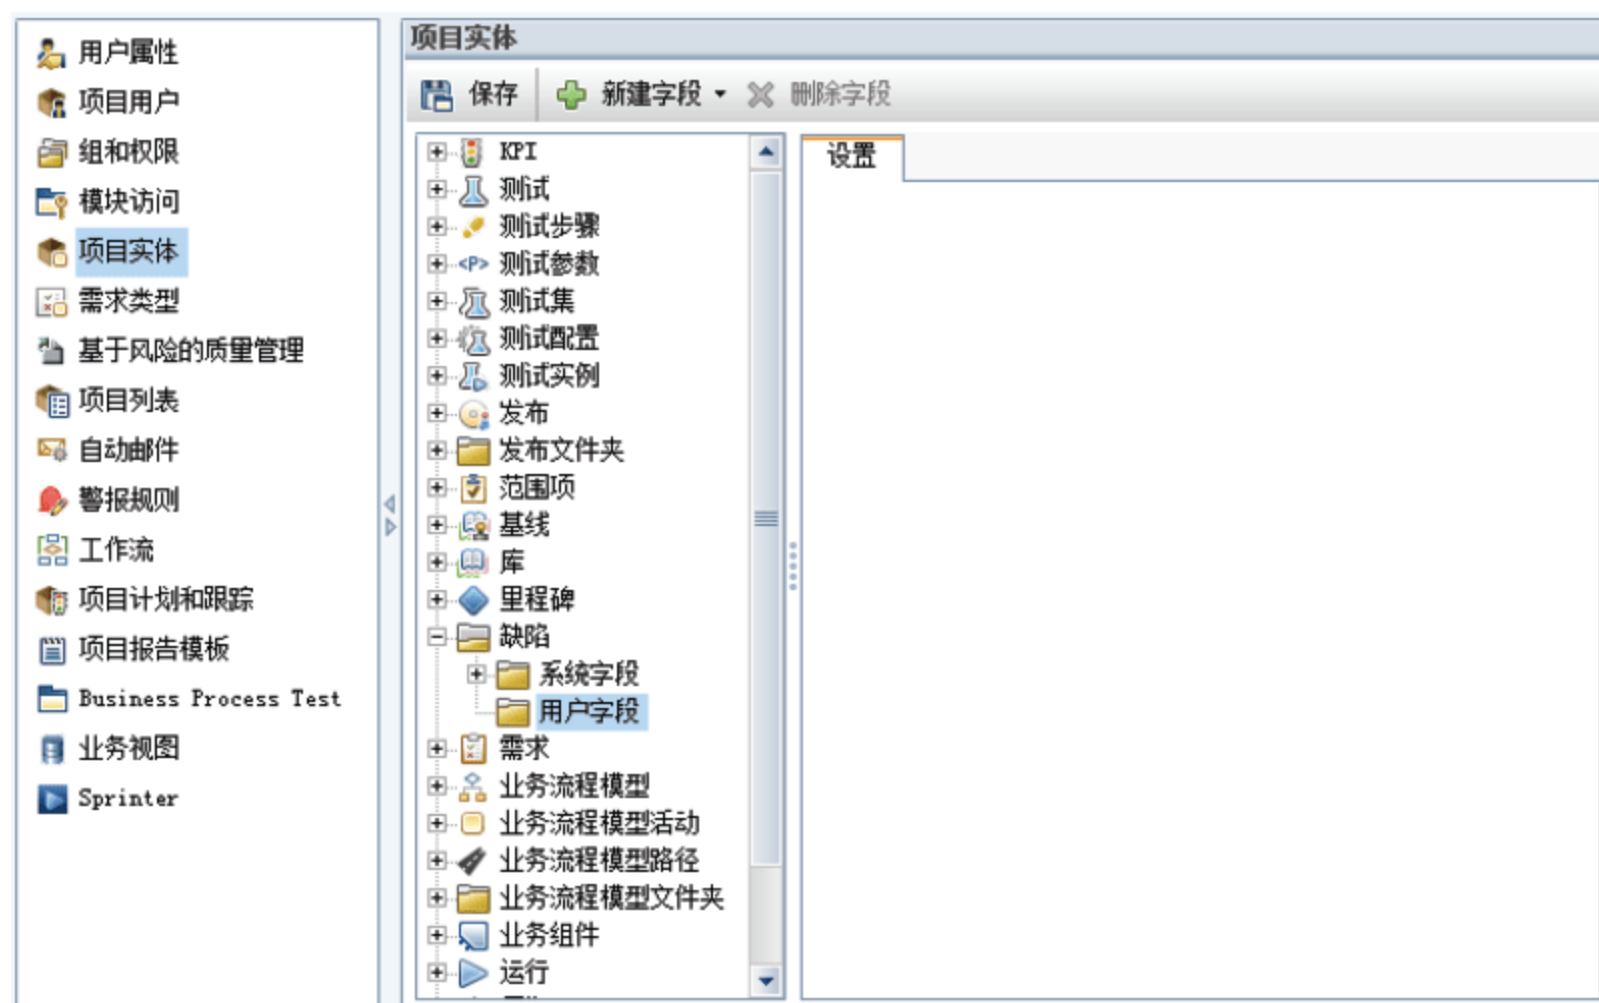 用户属性
项目用户
组和权限
模块访问
项目实体
需求类型
基于风险的质量管理
项目列表
自动邮件
警报规则
工作流
项目计划和跟踪
项目报告模板
Business Process Test
业务视图
Sprinter
项目实体
保存 新建字段 删除字段
KPI
测试
测试步骤
<P> 测试参数
测试集
测试配置
测试实例
发布
发布文件夹
范围项
基线
库
里程碑
缺陷
系统字段
用户字段
需求
业务流程模型
业务流程模型活动
业务流程模型路径
业务流程模型文件夹
业务组件
运行
设置